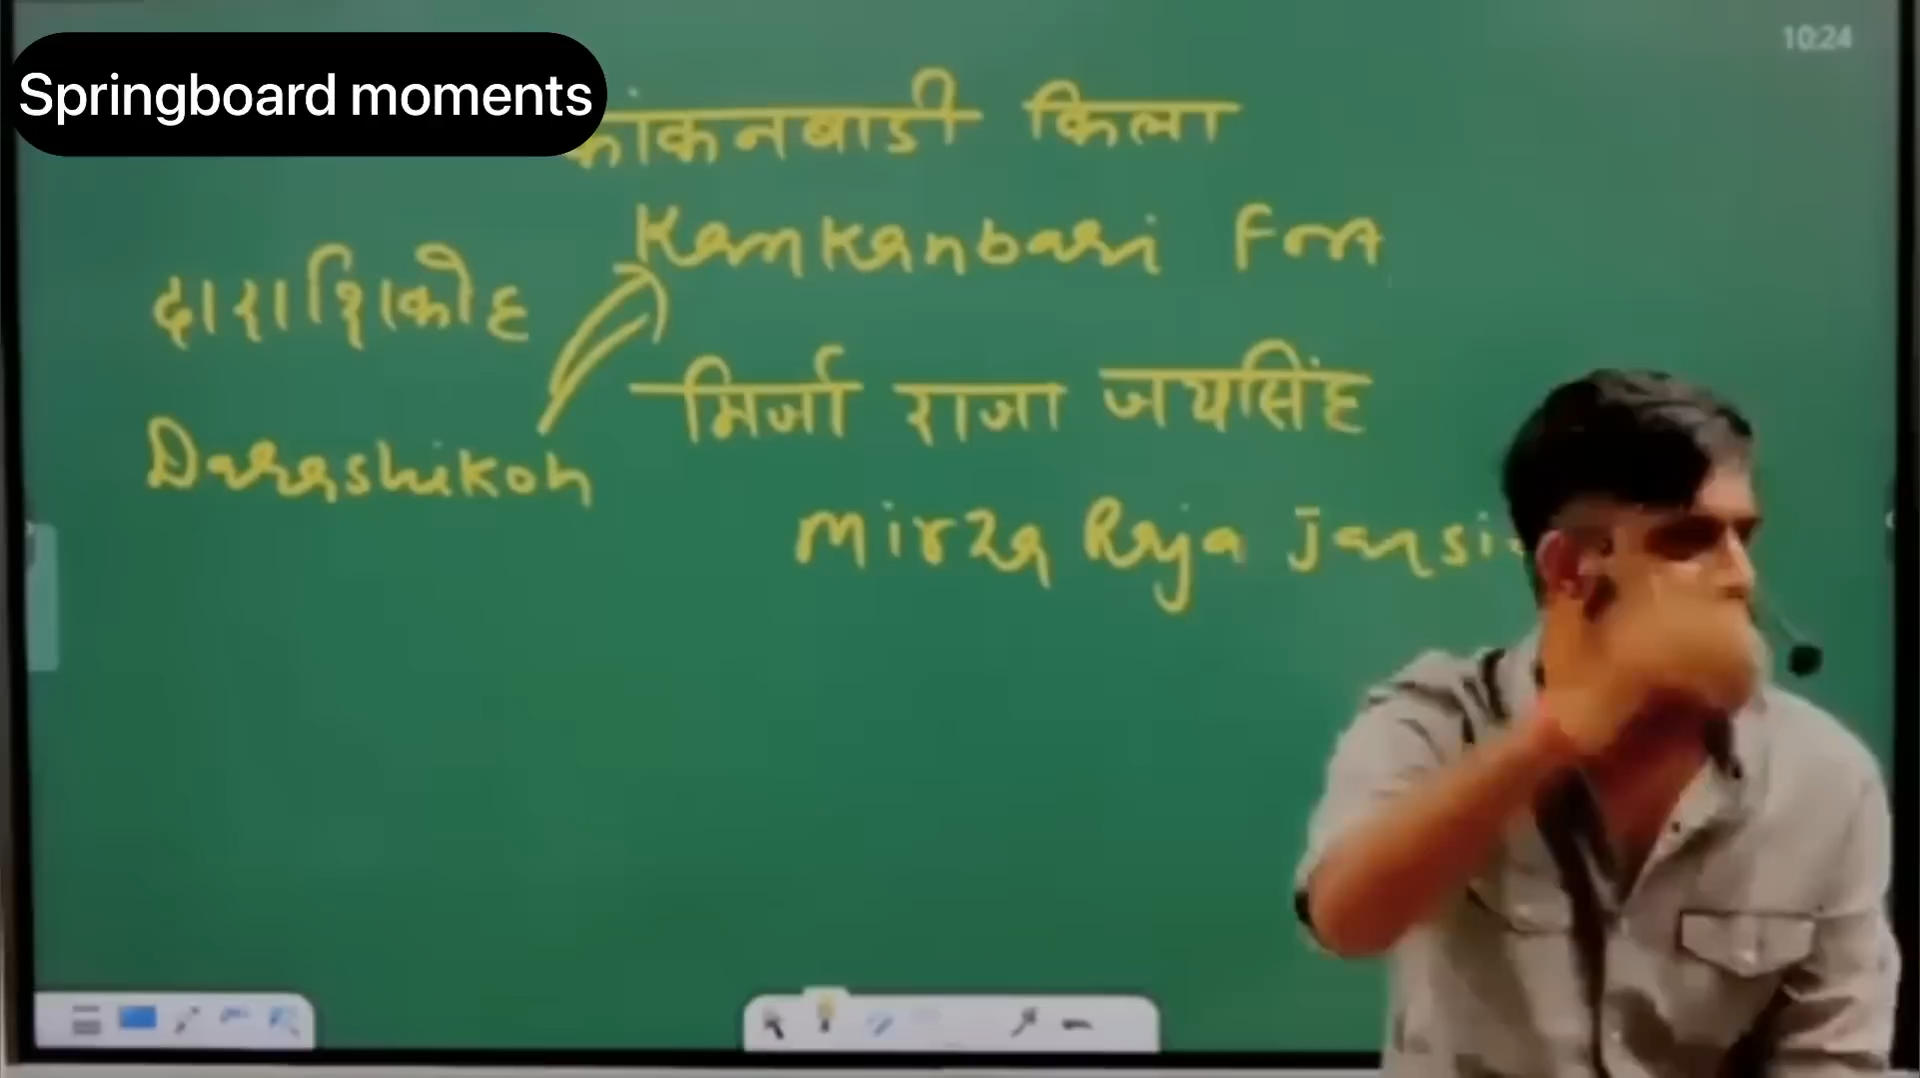 10:24
Springboard moments
कांकनबाडी किला
Kankanbari Fort
दाराशिकोह
मिर्जा राजा जयसिंह
Darashikoh
Mirza Raja